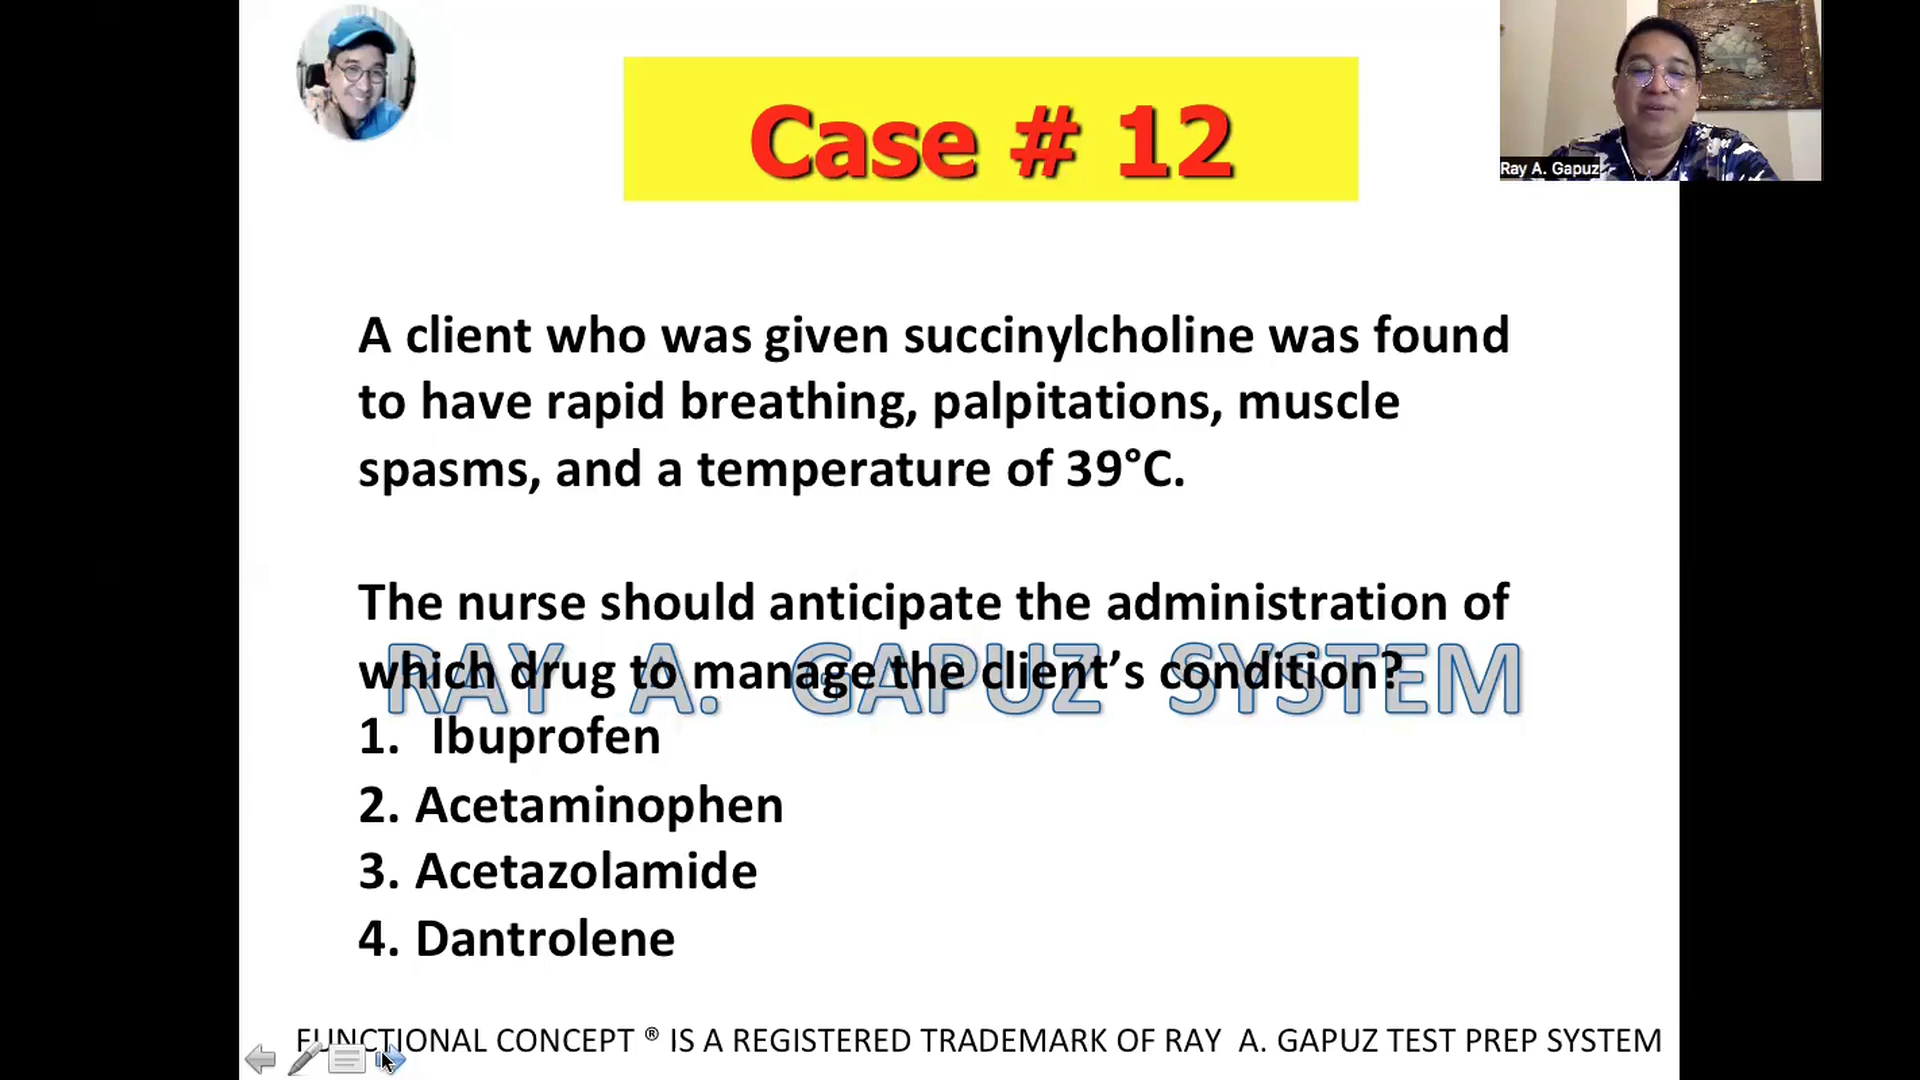 Case # 12
Ray A. Gapuz
A client who was given succinylcholine was found
to have rapid breathing, palpitations, muscle
spasms, and a temperature of 39°C.
The nurse should anticipate the administration of
which drug to manage the client’s condition?
RAY A. GAPUZ SYSTEM
1. Ibuprofen
2. Acetaminophen
3. Acetazolamide
4. Dantrolene
FUNCTIONAL CONCEPT ® IS A REGISTERED TRADEMARK OF RAY A. GAPUZ TEST PREP SYSTEM